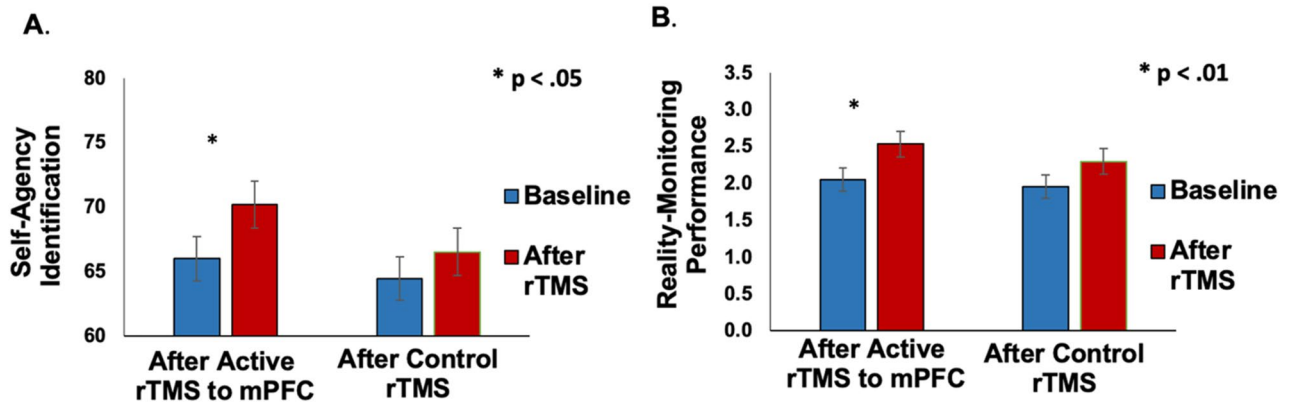 A.
* p < .05
80
75
70
65
60
Self-Agency
Identification
*
Baseline
After
rTMS
After Active
rTMS to mPFC
After Control
rTMS
B.
* p < .01
3.5
3.0
2.5
2.0
1.5
1.0
0.5
0.0
Reality-Monitoring
Performance
*
Baseline
After
rTMS
After Active
rTMS to mPFC
After Control
rTMS